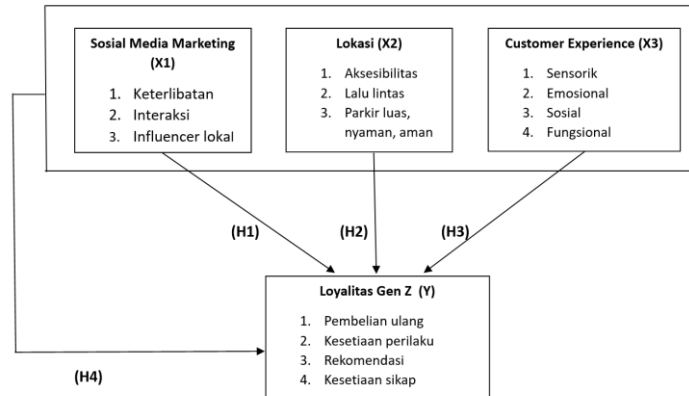 Sosial Media Marketing
(X1)
1. Keterlibatan
2. Interaksi
3. Influencer lokal
Lokasi (X2)
1. Aksesibilitas
2. Lalu lintas
3. Parkir luas,
nyaman, aman
Customer Experience (X3)
1. Sensorik
2. Emosional
3. Sosial
4. Fungsional
(H1)
(H2)
(H3)
Loyalitas Gen Z (Y)
1. Pembelian ulang
2. Kesetiaan perilaku
3. Rekomendasi
4. Kesetiaan sikap
(H4)